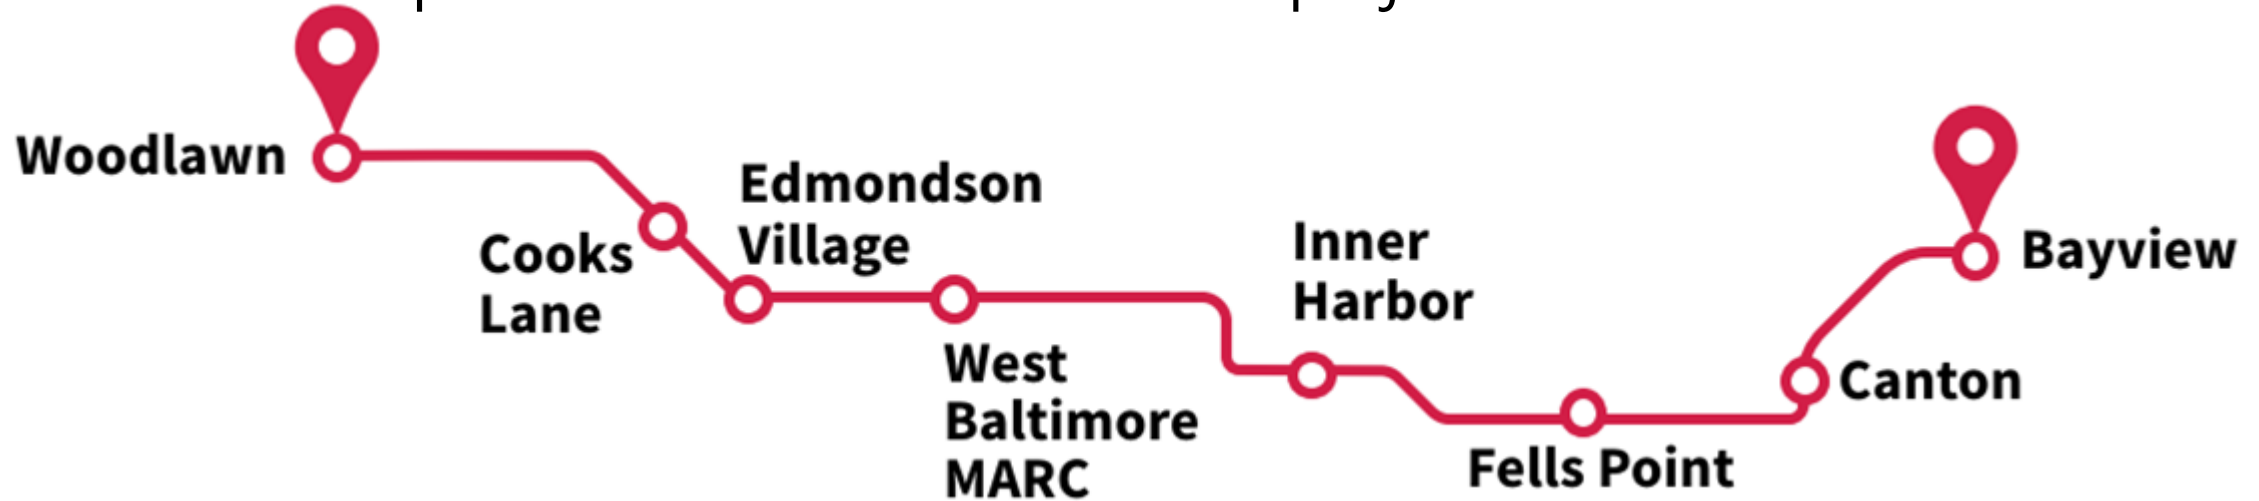 Woodlawn
Cooks
Lane
Edmondson
Village
West
Baltimore
MARC
Inner
Harbor
Fells Point
Canton
Bayview